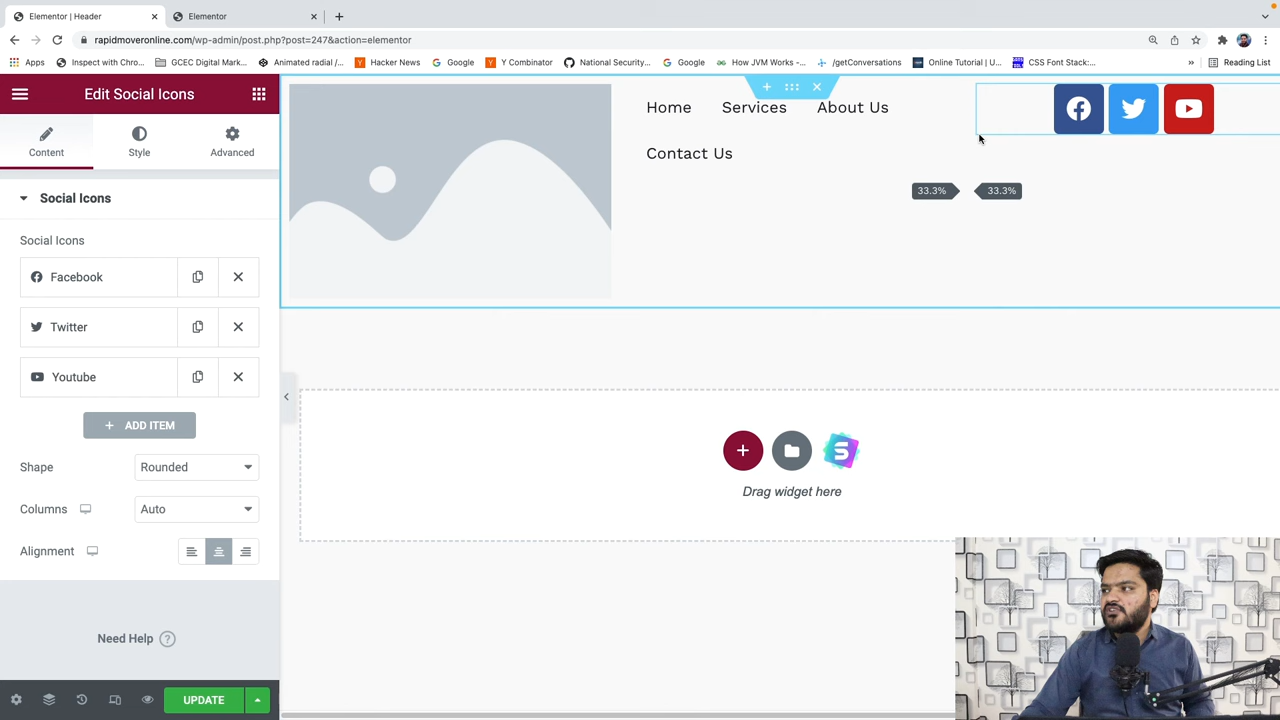 Elementor | Header
Elementor
rapidmoveronline.com/wp-admin/post.php?post=247&action=elementor
Apps
Inspect with Chro...
GCEC Digital Mark...
Animated radial /...
Hacker News
Google
Y Combinator
National Security...
Google
How JVM Works -...
/getConversations
Online Tutorial | U...
CSS Font Stack:...
»
Reading List
Edit Social Icons
Content
Style
Advanced
Social Icons
Social Icons
Facebook
Twitter
Youtube
+ ADD ITEM
Shape
Rounded
Columns
Auto
Alignment
Need Help ?
UPDATE
Home
Services
About Us
Contact Us
33.3%
33.3%
Drag widget here